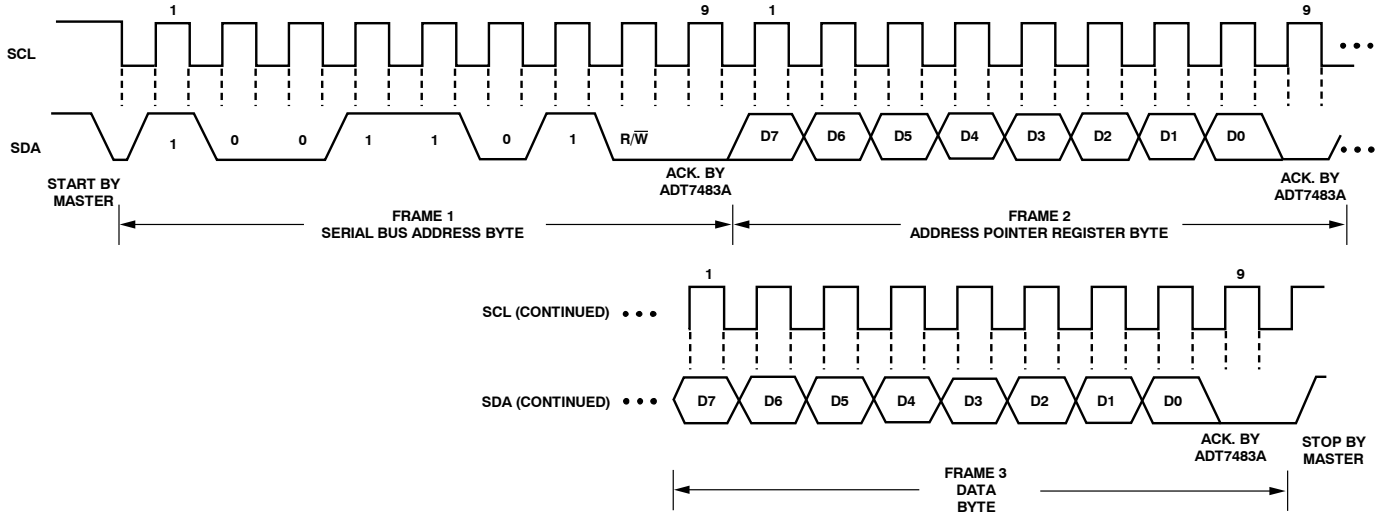 1 9 1 9
SCL
SDA
1 0 0 1 1 0 1 R/W̅ D7 D6 D5 D4 D3 D2 D1 D0
START BY
MASTER
ACK. BY
ADT7483A
ACK. BY
ADT7483A
FRAME 1
SERIAL BUS ADDRESS BYTE
FRAME 2
ADDRESS POINTER REGISTER BYTE
1 9
SCL (CONTINUED)
SDA (CONTINUED)
D7 D6 D5 D4 D3 D2 D1 D0
ACK. BY
ADT7483A
STOP BY
MASTER
FRAME 3
DATA
BYTE